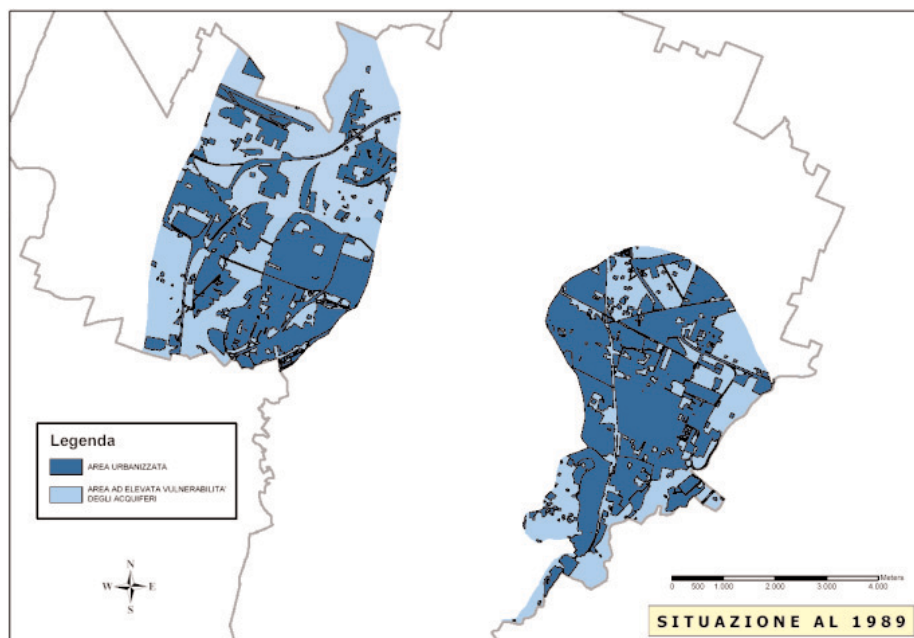 Legenda
AREA URBANIZZATA
AREA AD ELEVATA VULNERABILITA'
DEGLI ACQUIFERI
N
W E
S
Meters
0 500 1.000 2.000 3.000 4.000
SITUAZIONE AL 1989